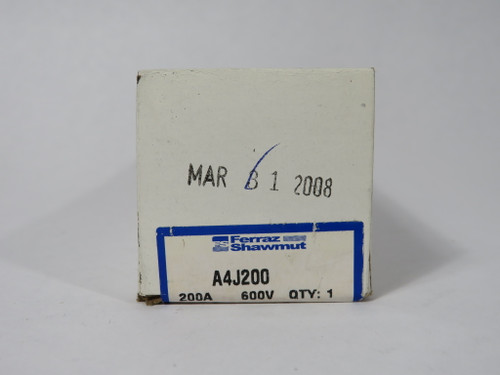 MAR 31 2008
Ferraz
Shawmut
A4J200
200A 600V QTY: 1